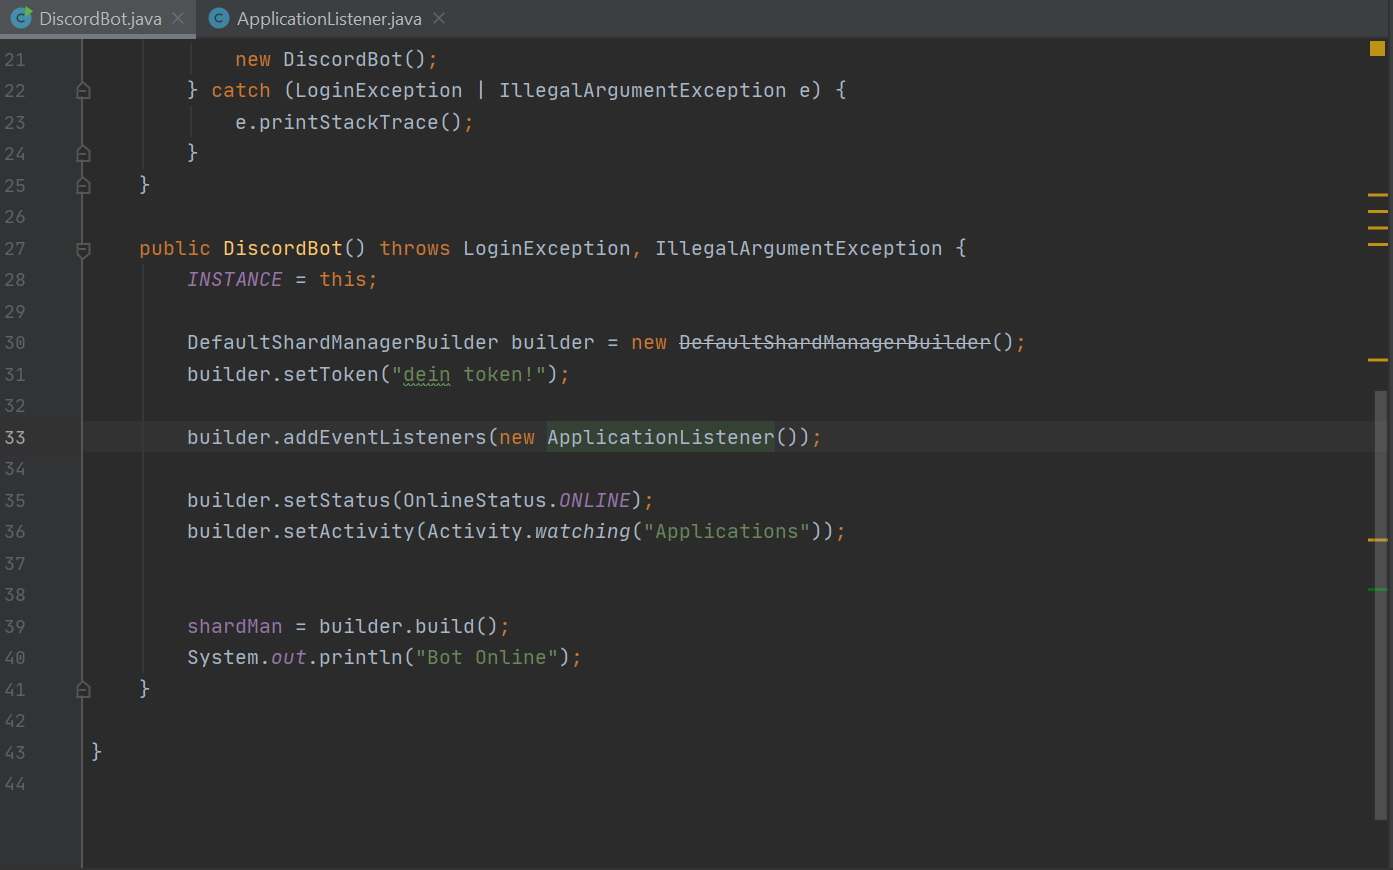 DiscordBot.java ApplicationListener.java
21 new DiscordBot();
22 } catch (LoginException | IllegalArgumentException e) {
23 e.printStackTrace();
24 }
25 }
26
27 public DiscordBot() throws LoginException, IllegalArgumentException {
28 INSTANCE = this;
29
30 DefaultShardManagerBuilder builder = new DefaultShardManagerBuilder();
31 builder.setToken("dein token!");
32
33 builder.addEventListeners(new ApplicationListener());
34
35 builder.setStatus(OnlineStatus.ONLINE);
36 builder.setActivity(Activity.watching("Applications"));
37
38
39 shardMan = builder.build();
40 System.out.println("Bot Online");
41 }
42
43 }
44